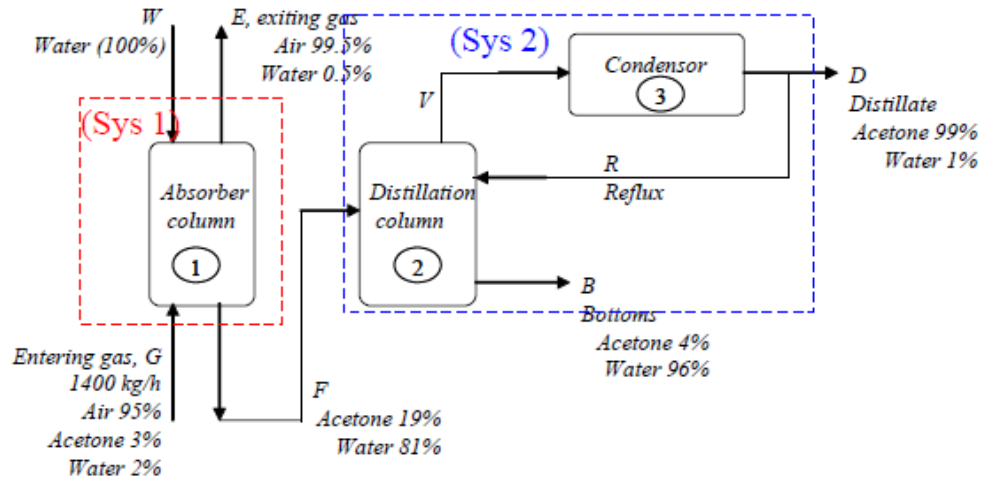 W
Water (100%)
E, exiting gas
Air 99.5%
Water 0.5%
(Sys 1)
Absorber
column
1
Entering gas, G
1400 kg/h
Air 95%
Acetone 3%
Water 2%
F
Acetone 19%
Water 81%
(Sys 2)
V
Condensor
3
D
Distillate
Acetone 99%
Water 1%
R
Reflux
Distillation
column
2
B
Bottoms
Acetone 4%
Water 96%